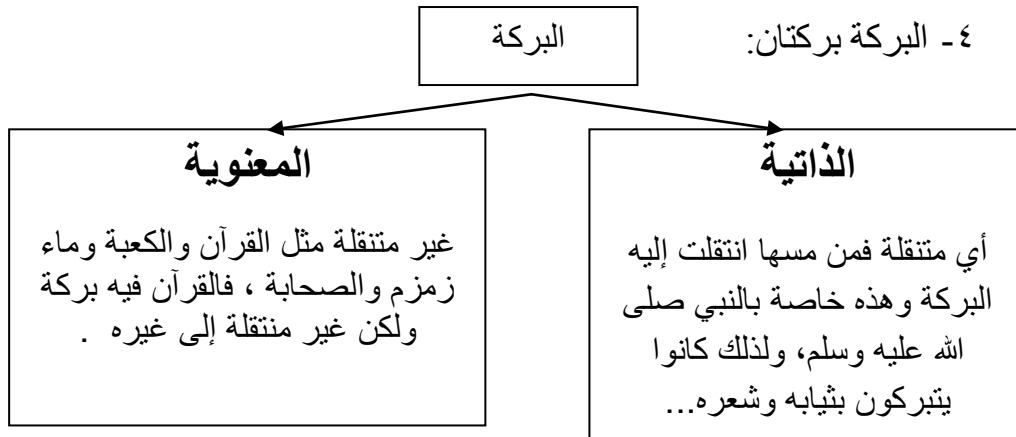 ٤- البركة بركتان:
البركة
الذاتية
أي متنقلة فمن مسها انتقلت إليه
البركة وهذه خاصة بالنبي صلى
الله عليه وسلم، ولذلك كانوا
يتبركون بثيابه وشعره...
المعنوية
غير متنقلة مثل القرآن والكعبة وماء
زمزم والصحابة ، فالقرآن فيه بركة
ولكن غير منتقلة إلى غيره .